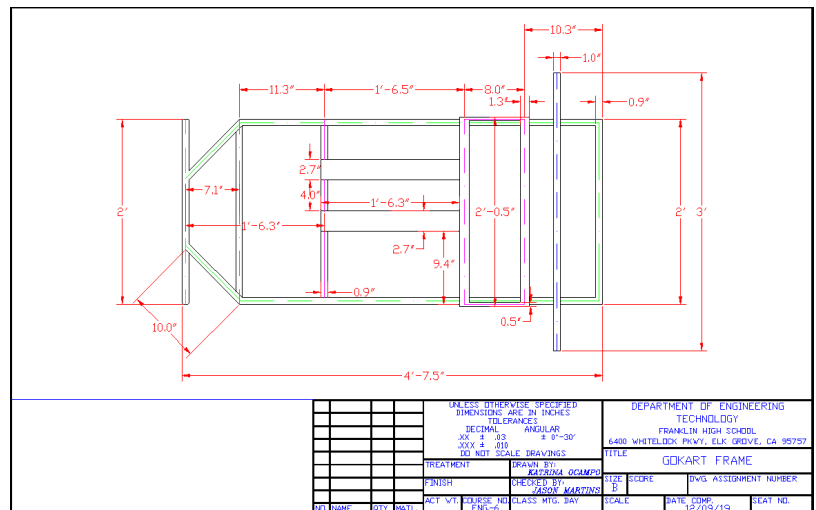 10.3"
1.0"
11.3"
1'-6.5"
8.0"
1.3"
0.9"
2.7"
7.1"
4.0"
1'-6.3"
2'
2'-0.5"
2'
3'
1'-6.3"
2.7"
9.4"
0.9"
10.0"
0.5"
4'-7.5"
UNLESS OTHERWISE SPECIFIED
DIMENSIONS ARE IN INCHES
TOLERANCES
DECIMAL ANGULAR
.XX ± .03 ± 0°-30'
.XXX ± .010
DO NOT SCALE DRAWINGS
DEPARTMENT OF ENGINEERING
TECHNOLOGY
FRANKLIN HIGH SCHOOL
6400 WHITELOCK PKWY, ELK GROVE, CA 95757
TITLE
GOKART FRAME
TREATMENT
DRAWN BY:
KATRINA OCAMPO
FINISH
CHECKED BY:
JASON MARTINS
SIZE
B
SCORE
DWG. ASSIGNMENT NUMBER
NO. NAME QTY MATL.
ACT WT.
COURSE NO.
ENG-6
CLASS MTG. DAY
SCALE
DATE COMP.
12/09/19
SEAT NO.